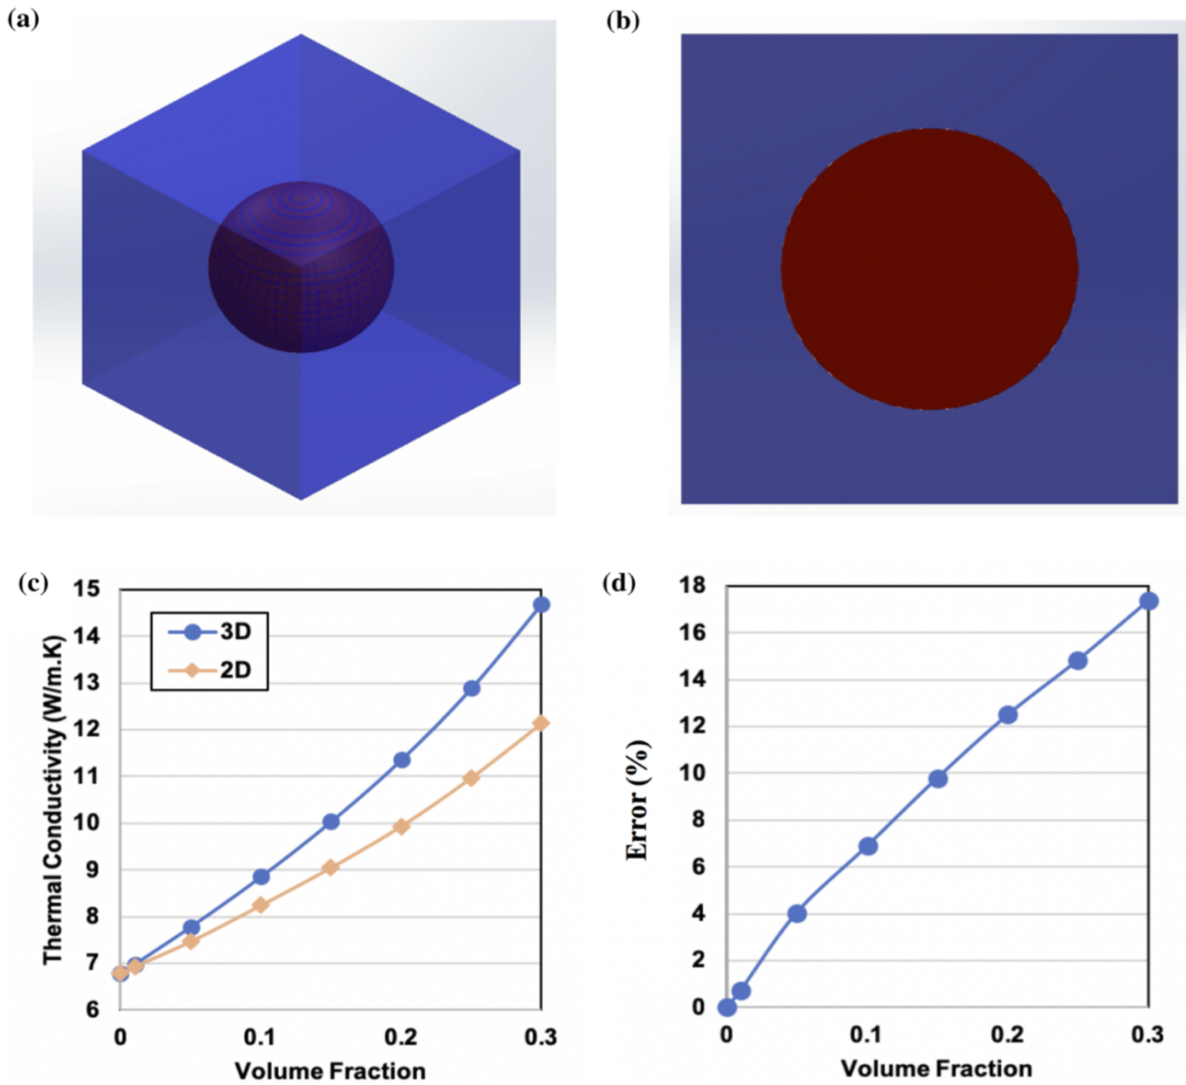 (a)
(b)
(c)
15
14
13
12
11
10
9
8
7
6
Thermal Conductivity (W/m.K)
3D
2D
0
0.1
0.2
0.3
Volume Fraction
(d)
18
16
14
12
10
8
6
4
2
0
Error (%)
0
0.1
0.2
0.3
Volume Fraction